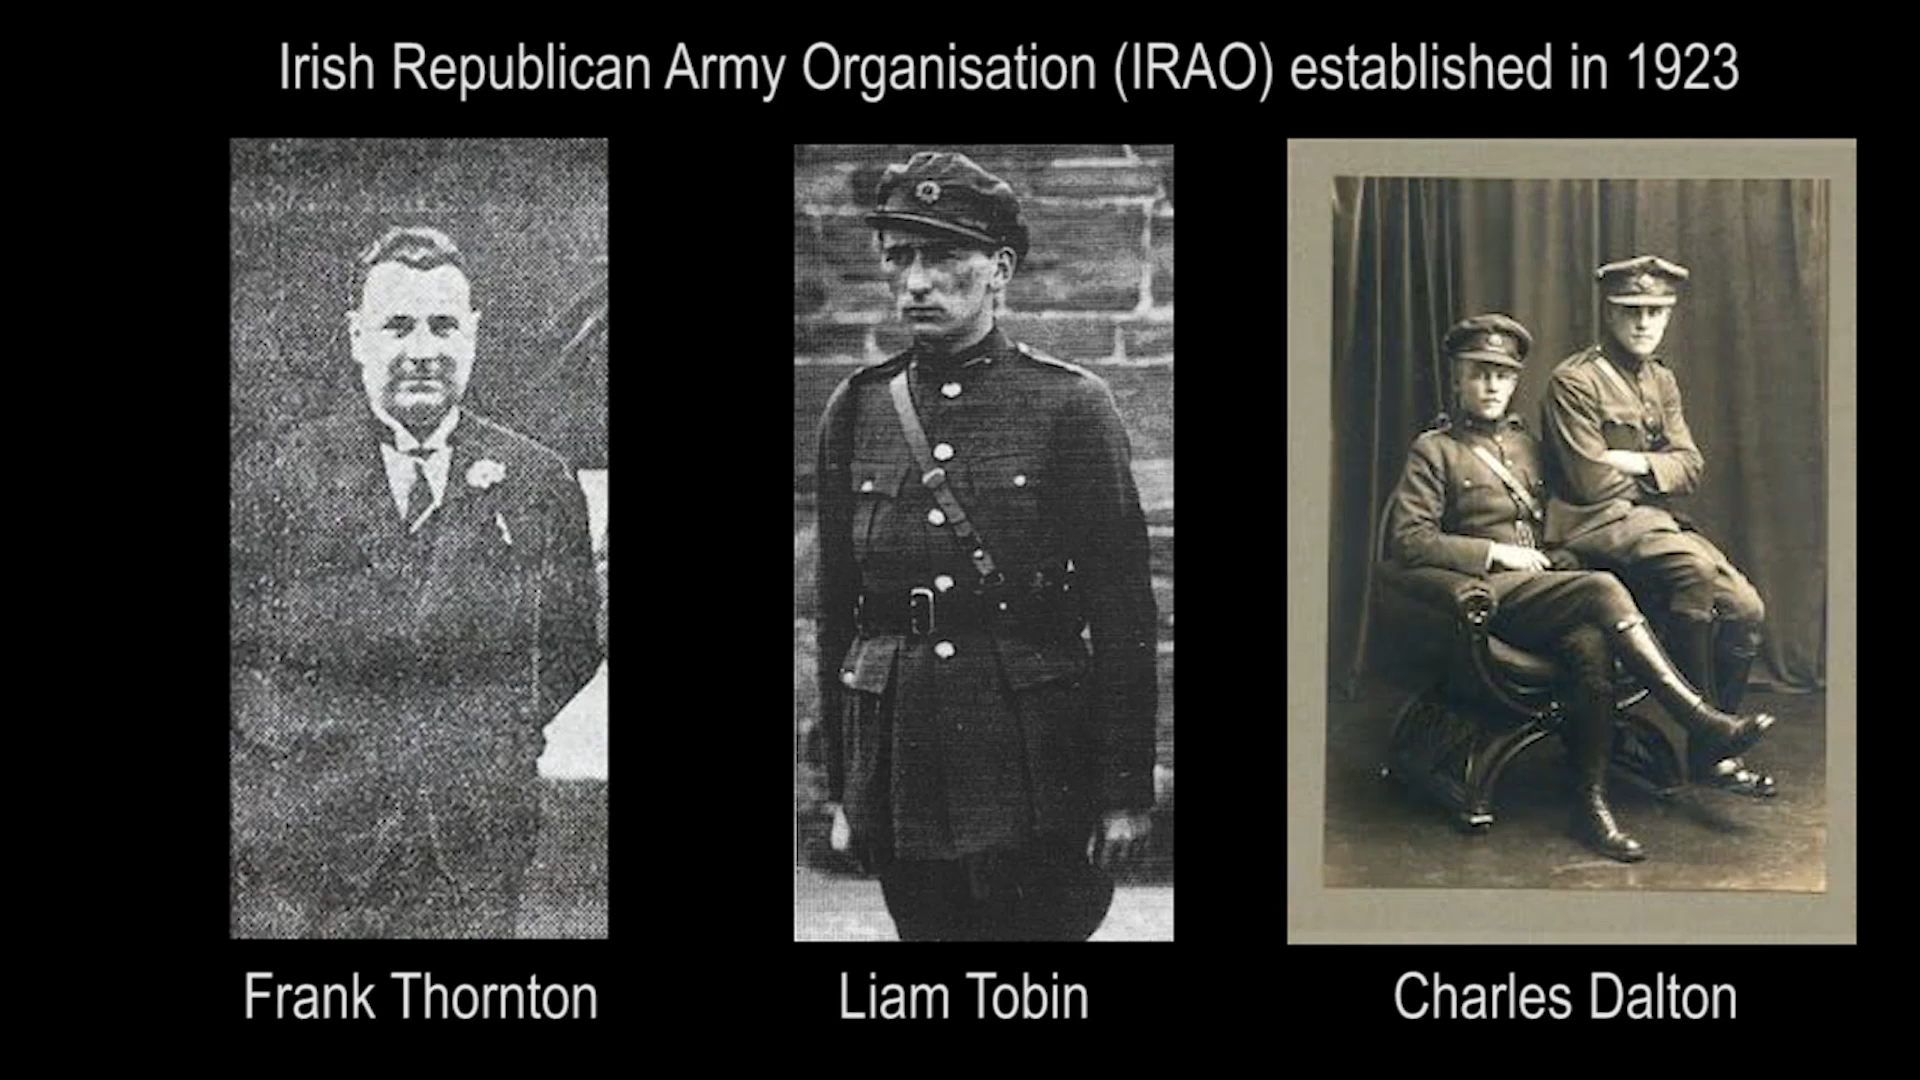 Irish Republican Army Organisation (IRAO) established in 1923
Frank Thornton
Liam Tobin
Charles Dalton